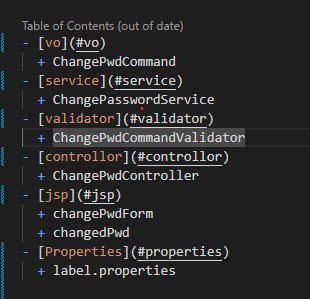 Table of Contents (out of date)
- [vo](#vo)
+ ChangePwdCommand
- [service](#service)
+ ChangePasswordService
- [validator](#validator)
+ ChangePwdCommandValidator
- [controllor](#controllor)
+ ChangePwdController
- [jsp](#jsp)
+ changePwdForm
+ changedPwd
- [Properties](#properties)
+ label.properties